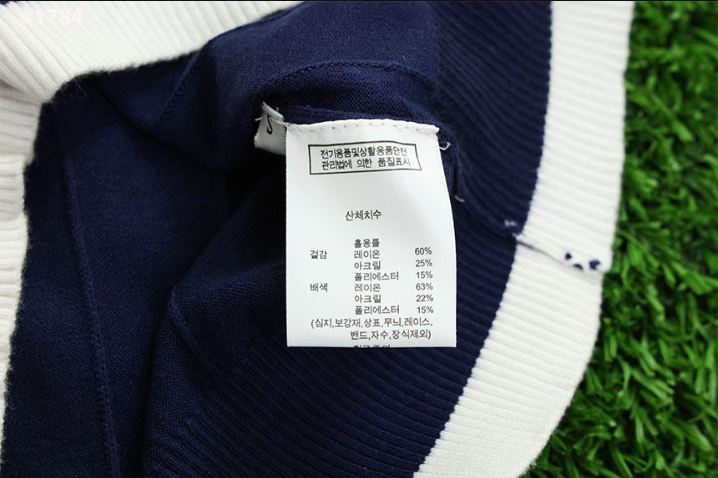 #1784
S
전기용품및상활용품안전
관리법에 의한 품질표시
산체치수
홀용률
겉감 레이온 60%
아크릴 25%
폴리에스터 15%
배색 레이온 63%
아크릴 22%
폴리에스터 15%
(심지,보강재,상표,무늬,레이스,
밴드,자수,장식제외)